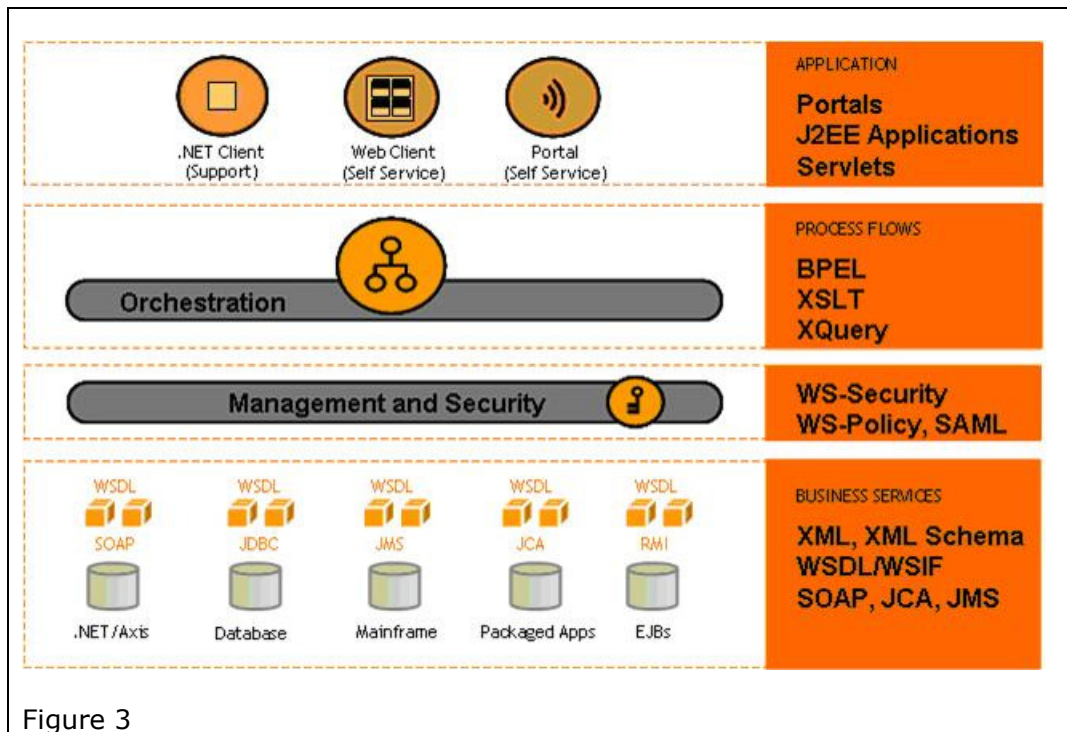 APPLICATION
Portals
J2EE Applications
Servlets
.NET Client
(Support)
Web Client
(Self Service)
Portal
(Self Service)
PROCESS FLOWS
BPEL
XSLT
XQuery
Orchestration
Management and Security
WS-Security
WS-Policy, SAML
WSDL WSDL WSDL WSDL WSDL
SOAP JDBC JMS JCA RMI
.NET/Axis Database Mainframe Packaged Apps EJBs
BUSINESS SERVICES
XML, XML Schema
WSDL/WSIF
SOAP, JCA, JMS
Figure 3